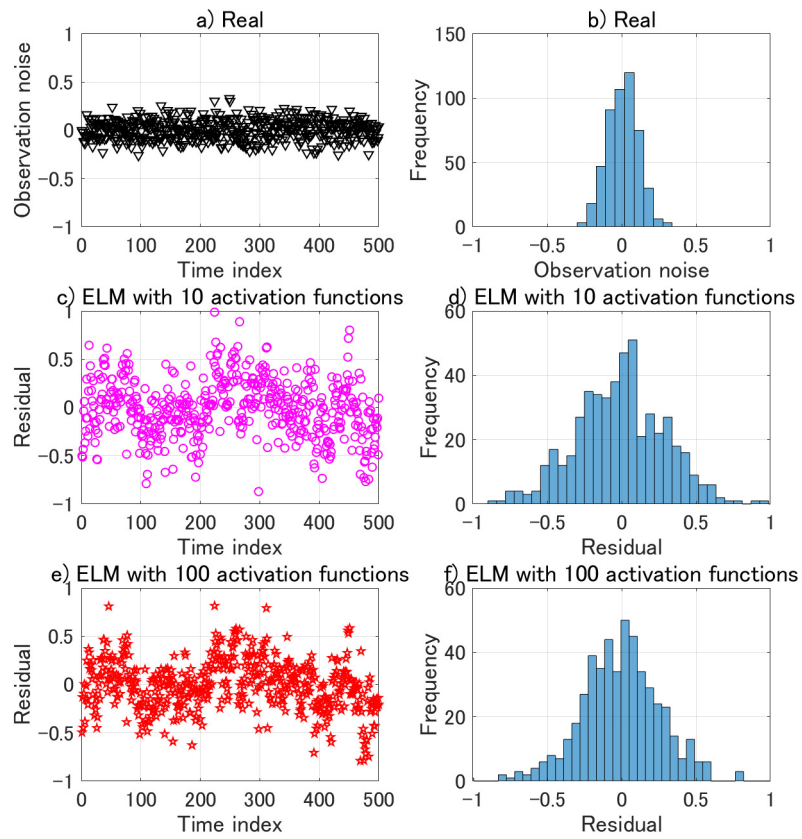 a) Real
Observation noise
1
0.5
0
−0.5
−1
0 100 200 300 400 500
Time index
b) Real
Frequency
150
100
50
0
−1 −0.5 0 0.5 1
Observation noise
c) ELM with 10 activation functions
Residual
1
0.5
0
−0.5
−1
0 100 200 300 400 500
Time index
d) ELM with 10 activation functions
Frequency
60
40
20
0
−1 −0.5 0 0.5 1
Residual
e) ELM with 100 activation functions
Residual
1
0.5
0
−0.5
−1
0 100 200 300 400 500
Time index
f) ELM with 100 activation functions
Frequency
60
40
20
0
−1 −0.5 0 0.5 1
Residual